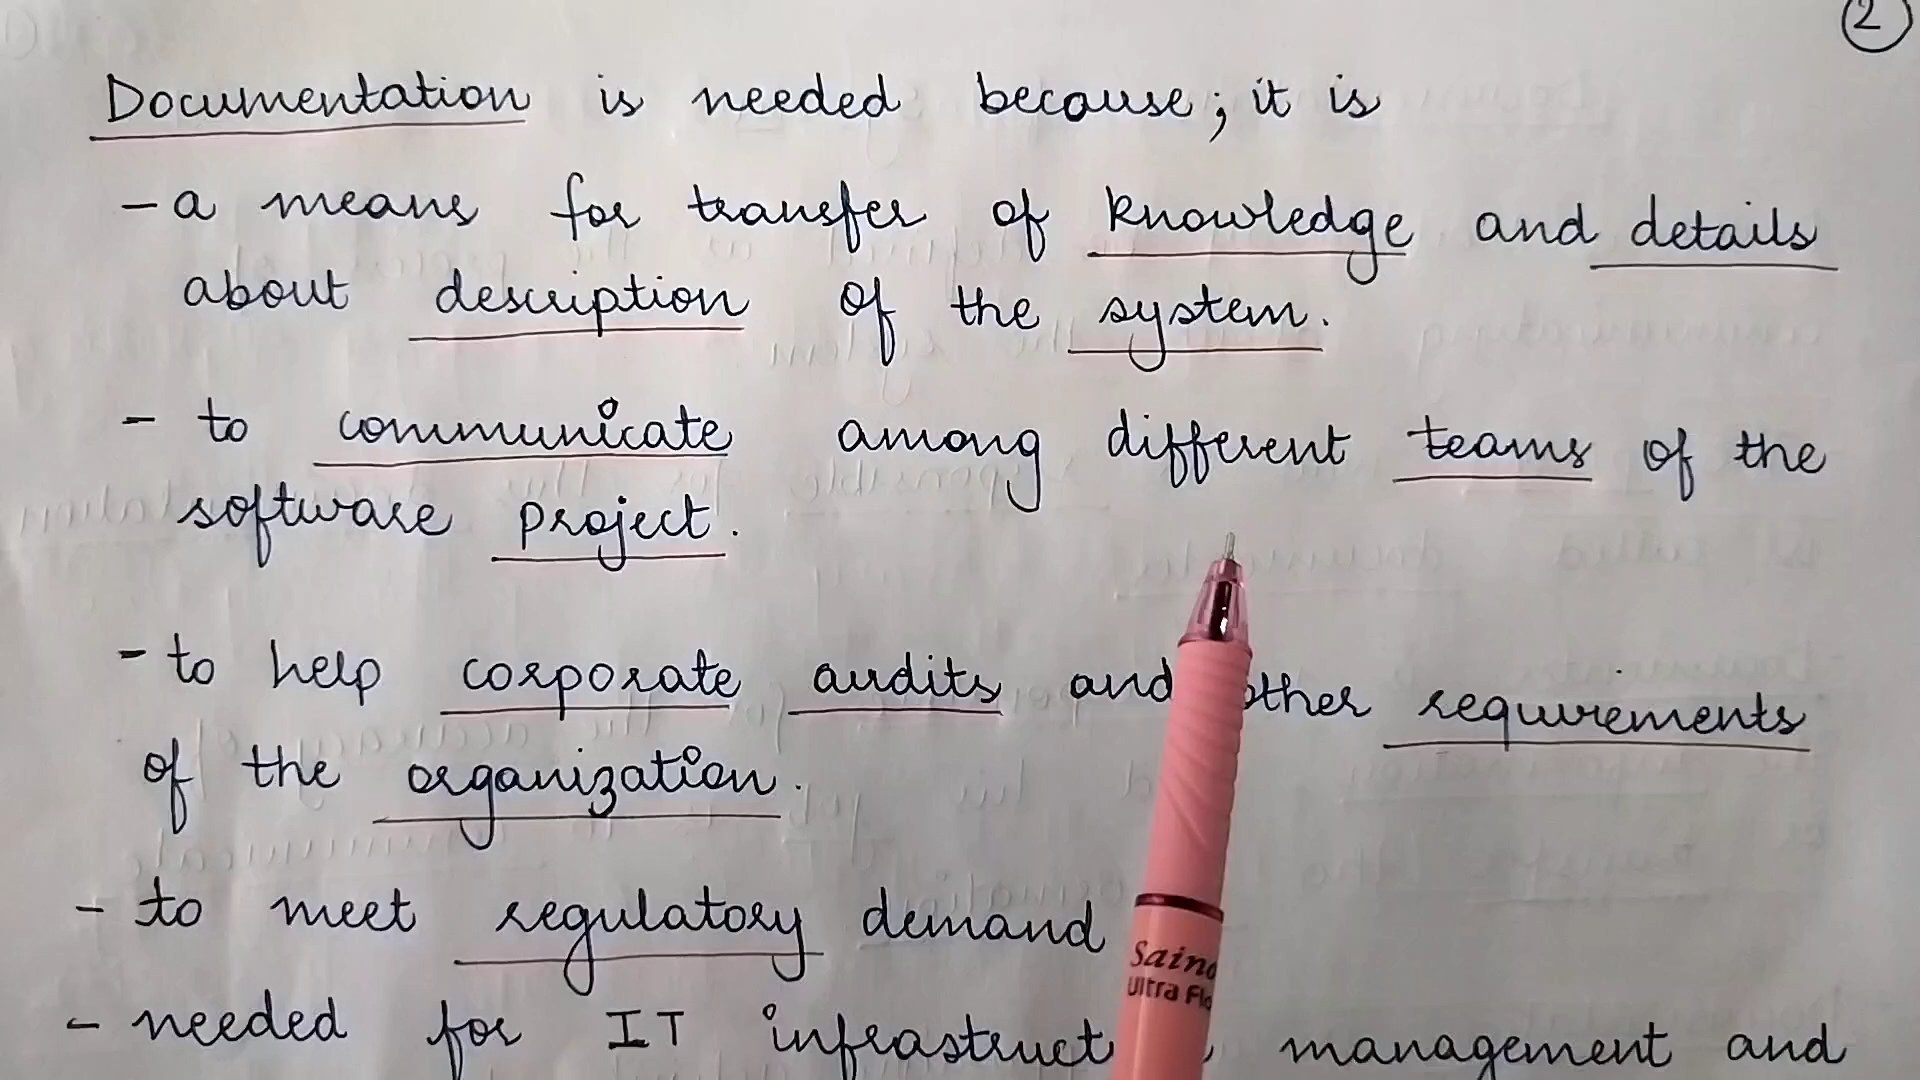 2
Documentation is needed because; it is
- a means for transfer of knowledge and details
about description of the system.
- to communicate among different teams of the
software project.
- to help corporate audits and other requirements
of the organization.
- to meet regulatory demand
- needed for IT infrastruct management and
Ultra